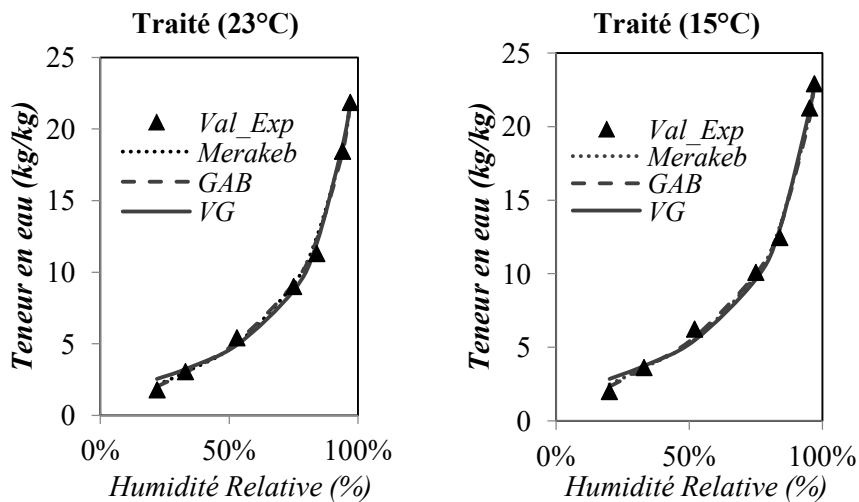 Traité (23°C)
Teneur en eau (kg/kg)
25
20
15
10
5
0
Val_Exp
Merakeb
GAB
VG
0%
50%
100%
Humidité Relative (%)
Traité (15°C)
Teneur en eau (kg/kg)
25
20
15
10
5
0
Val_Exp
Merakeb
GAB
VG
0%
50%
100%
Humidité Relative (%)